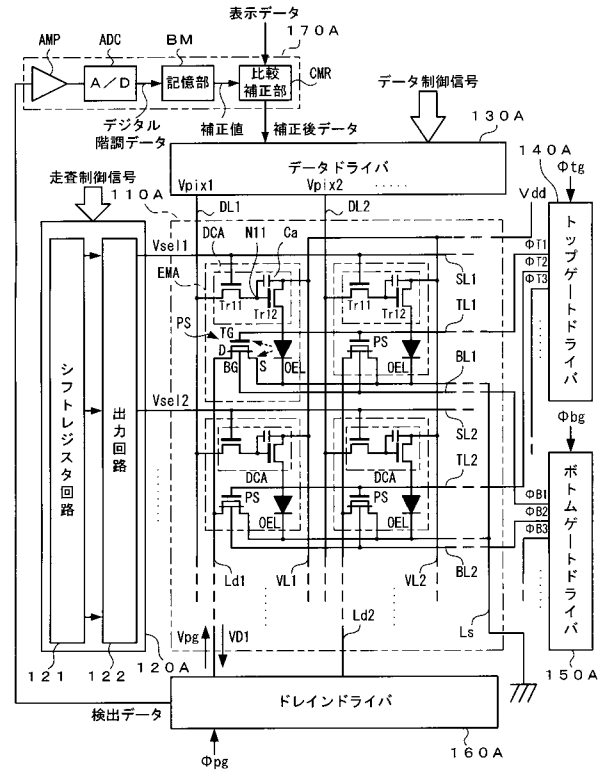 表示データ
AMP
ADC
BM
170A
A/D
記憶部
比較
補正部
CMR
デジタル
階調データ
補正値
補正後データ
データ制御信号
130A
データドライバ
走査制御信号
110A
Vpix1
Vpix2
DL1
DL2
140A
Φtg
Vdd
Vsel1
DCA
N11
Ca
EMA
Tr11
Tr12
Tr11
Tr12
SL1
ΦT1
ΦT2
ΦT3
トップゲートドライバ
PS
TG
D
BG
S
OEL
PS
OEL
TL1
BL1
Vsel2
SL2
Φbg
シフトレジスタ回路
出力回路
DCA
DCA
TL2
PS
OEL
PS
OEL
ΦB1
ΦB2
ΦB3
ボトムゲートドライバ
Ld1
VL1
VL2
BL2
Ld2
Ls
Vpg
VD1
121
122
120A
150A
検出データ
ドレインドライバ
160A
Φpg